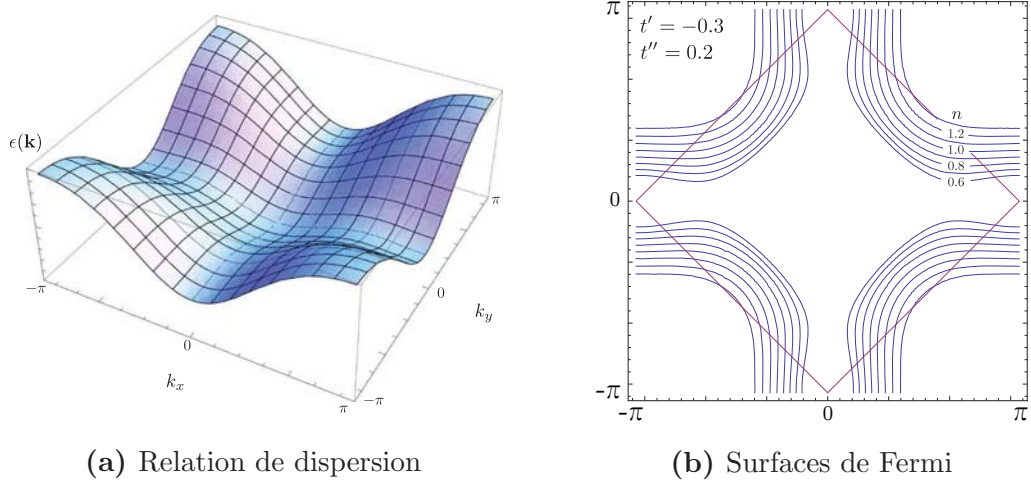 ϵ(k)
π
0
-π
k_y
-π
0
π
k_x
(a) Relation de dispersion
π
0
-π
t′ = −0.3
t″ = 0.2
n
1.2
1.0
0.8
0.6
-π
0
π
(b) Surfaces de Fermi